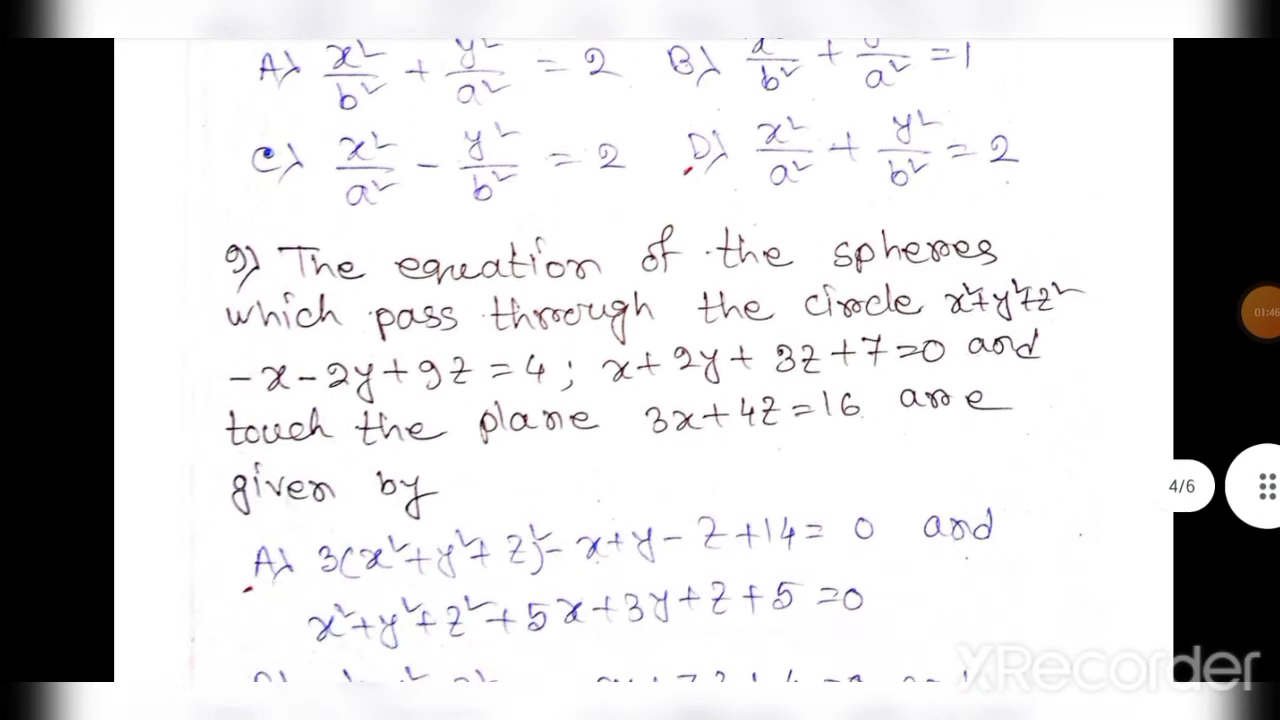 A) x²/b² + y²/a² = 2 B) x²/b² + y²/a² = 1
C) x²/a² - y²/b² = 2 D) x²/a² + y²/b² = 2
9) The equation of the spheres
which pass through the circle x²+y²+z²
-x-2y+9z=4; x+2y+3z+7=0 and
touch the plane 3x+4z=16 are
given by
A) 3(x²+y²+z)²-x+y-z+14=0 and
x²+y²+z²+5x+3y+z+5=0
4/6
01:46
XRecorder